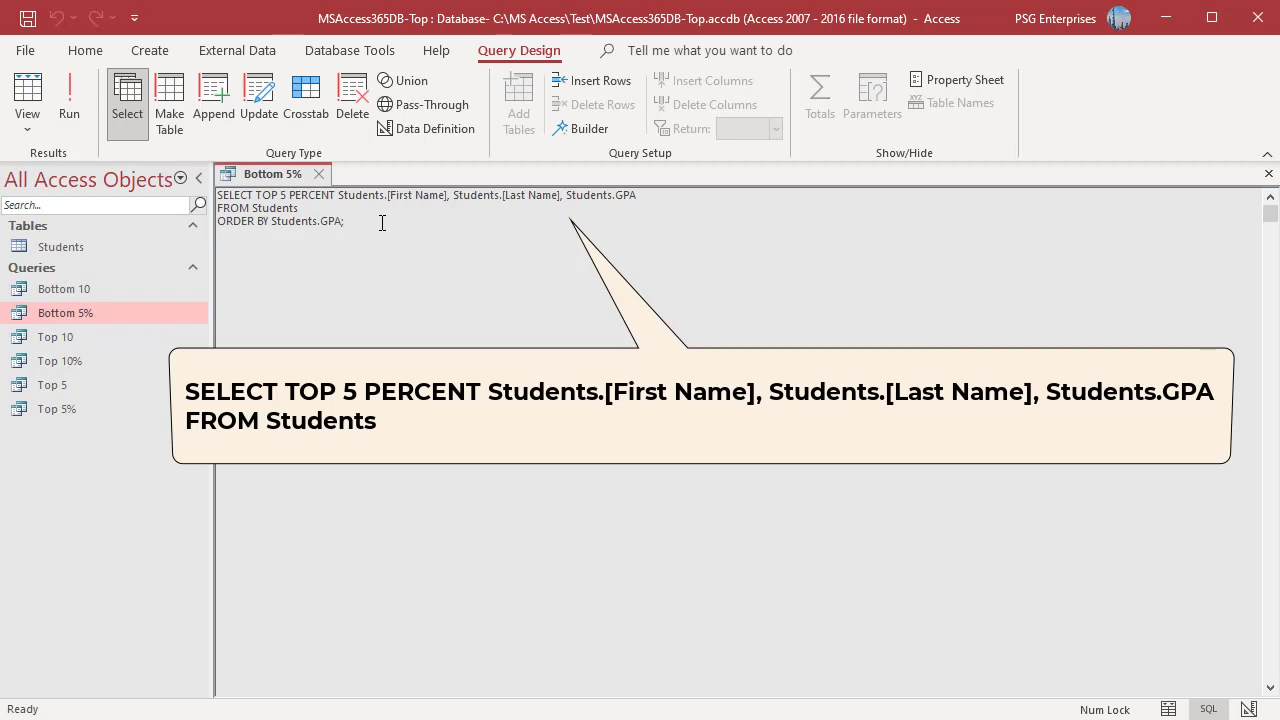 MSAccess365DB-Top : Database- C:\MS Access\Test\MSAccess365DB-Top.accdb (Access 2007 - 2016 file format) - Access
PSG Enterprises
File Home Create External Data Database Tools Help Query Design Tell me what you want to do
View
Run
Results
Select
Make Table
Append
Update
Crosstab
Delete
Union
Pass-Through
Data Definition
Query Type
Add Tables
Insert Rows
Delete Rows
Builder
Insert Columns
Delete Columns
Return:
Query Setup
Totals
Parameters
Property Sheet
Table Names
Show/Hide
All Access Objects
Search...
Tables
Students
Queries
Bottom 10
Bottom 5%
Top 10
Top 10%
Top 5
Top 5%
Bottom 5%
SELECT TOP 5 PERCENT Students.[First Name], Students.[Last Name], Students.GPA
FROM Students
ORDER BY Students.GPA;
SELECT TOP 5 PERCENT Students.[First Name], Students.[Last Name], Students.GPA
FROM Students
Ready
Num Lock
SQL